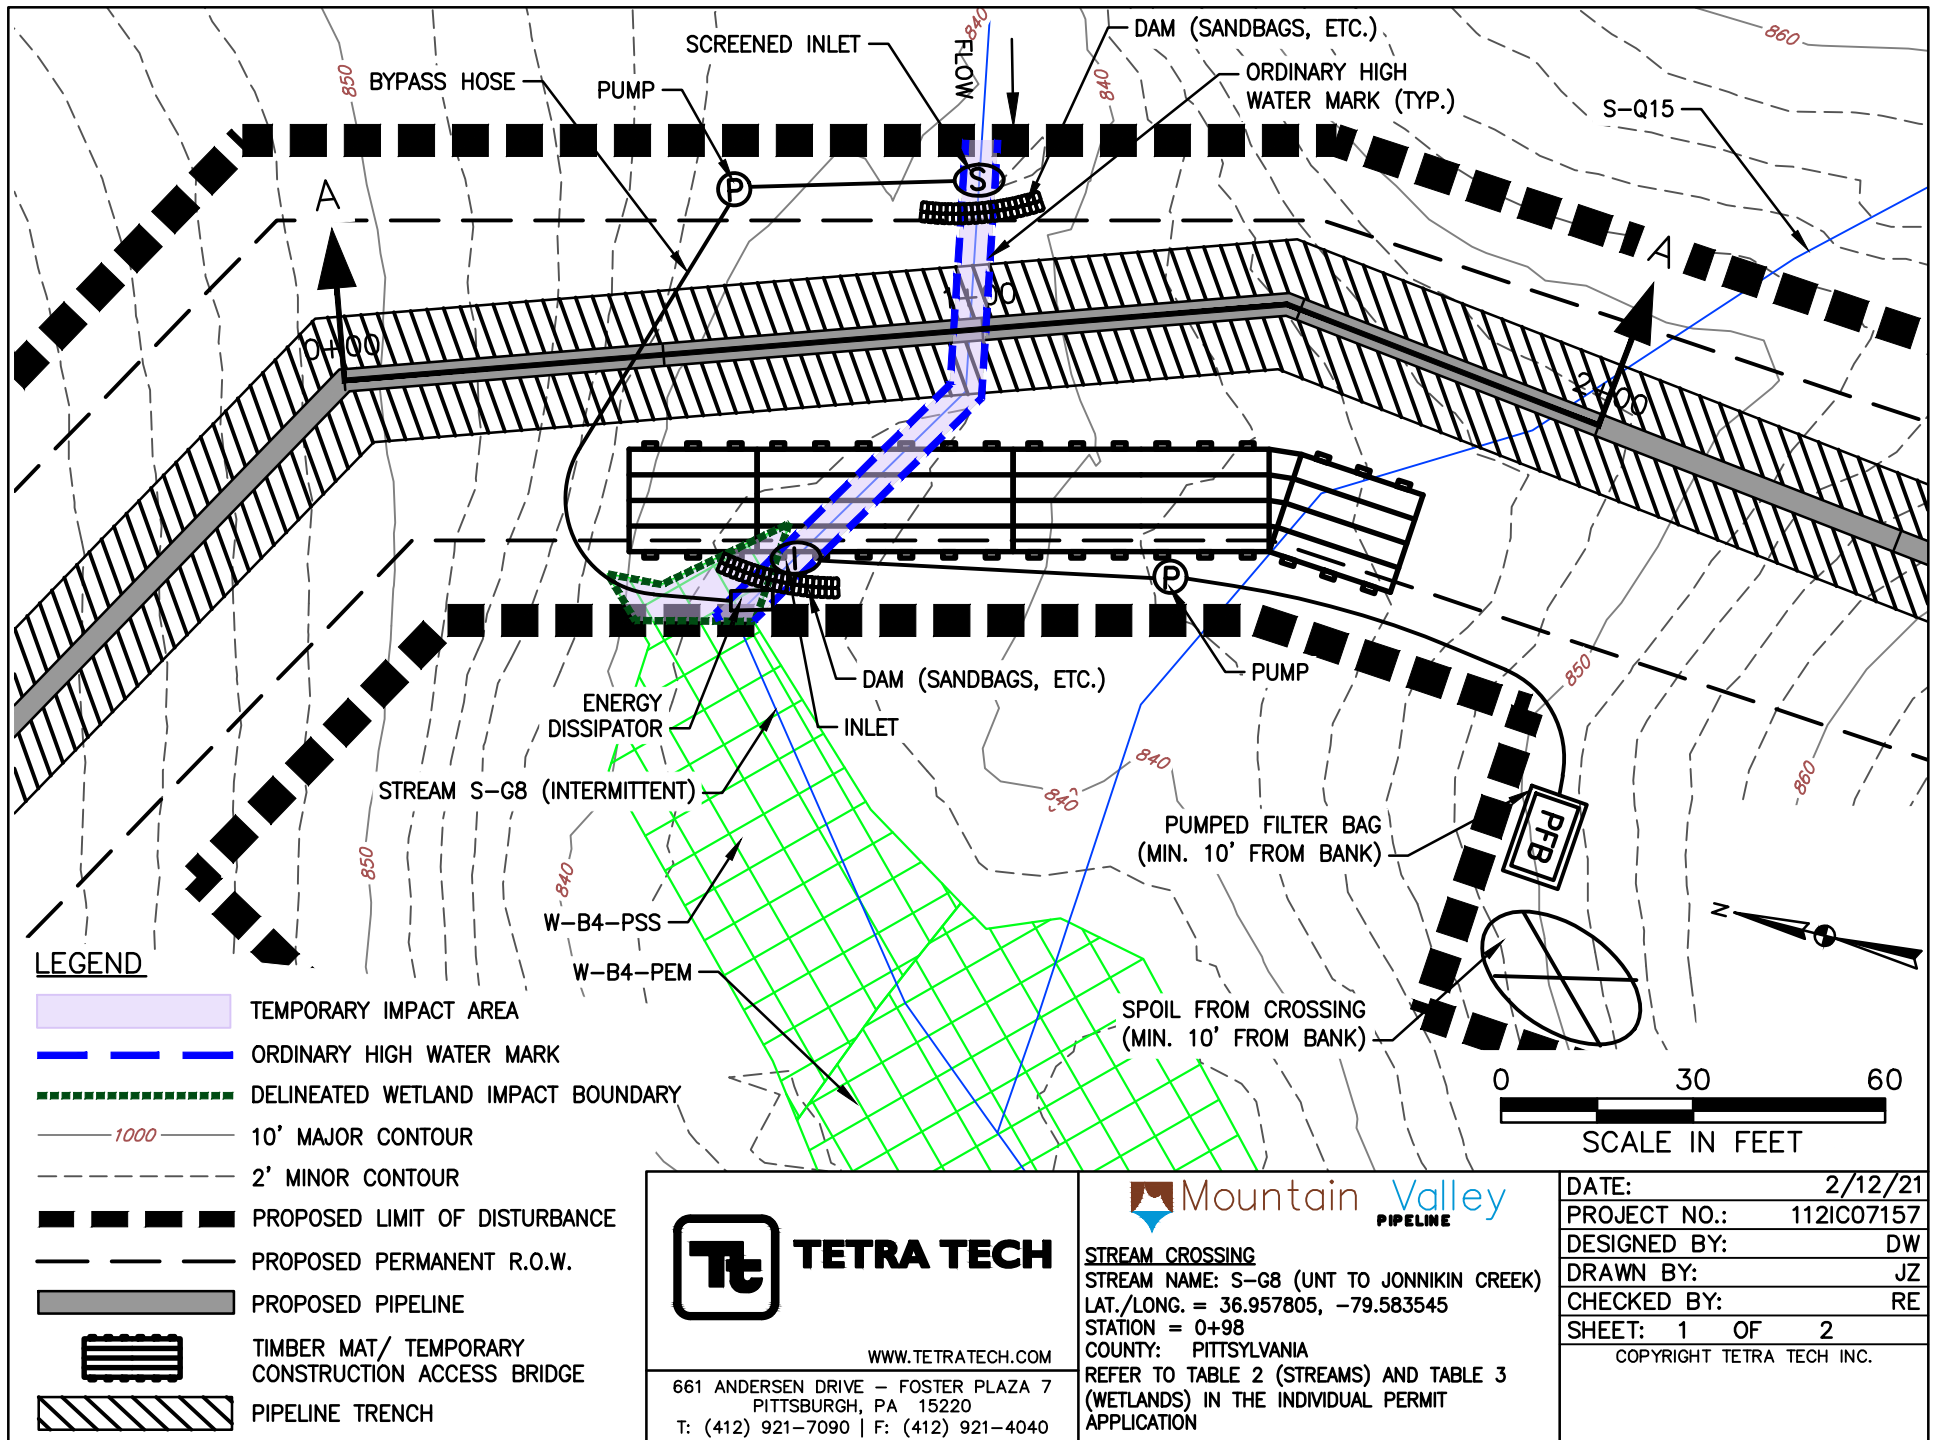 840
DAM (SANDBAGS, ETC.)
860
SCREENED INLET
FLOW
850
BYPASS HOSE
PUMP
840
ORDINARY HIGH
WATER MARK (TYP.)
S-Q15
A
P
S
A
1+00
0+00
2+00
I
P
ENERGY
DISSIPATOR
DAM (SANDBAGS, ETC.)
INLET
PUMP
850
STREAM S-G8 (INTERMITTENT)
840
840
860
850
840
PUMPED FILTER BAG
(MIN. 10' FROM BANK)
PFB
W-B4-PSS
W-B4-PEM
N
SPOIL FROM CROSSING
(MIN. 10' FROM BANK)
0 30 60
SCALE IN FEET
LEGEND
TEMPORARY IMPACT AREA
ORDINARY HIGH WATER MARK
DELINEATED WETLAND IMPACT BOUNDARY
1000 10' MAJOR CONTOUR
2' MINOR CONTOUR
PROPOSED LIMIT OF DISTURBANCE
PROPOSED PERMANENT R.O.W.
PROPOSED PIPELINE
TIMBER MAT/ TEMPORARY
CONSTRUCTION ACCESS BRIDGE
PIPELINE TRENCH
Tt TETRA TECH
WWW.TETRATECH.COM
661 ANDERSEN DRIVE – FOSTER PLAZA 7
PITTSBURGH, PA 15220
T: (412) 921-7090 | F: (412) 921-4040
Mountain Valley
PIPELINE
STREAM CROSSING
STREAM NAME: S-G8 (UNT TO JONNIKIN CREEK)
LAT./LONG. = 36.957805, -79.583545
STATION = 0+98
COUNTY: PITTSYLVANIA
REFER TO TABLE 2 (STREAMS) AND TABLE 3
(WETLANDS) IN THE INDIVIDUAL PERMIT
APPLICATION
DATE: 2/12/21
PROJECT NO.: 112IC07157
DESIGNED BY: DW
DRAWN BY: JZ
CHECKED BY: RE
SHEET: 1 OF 2
COPYRIGHT TETRA TECH INC.